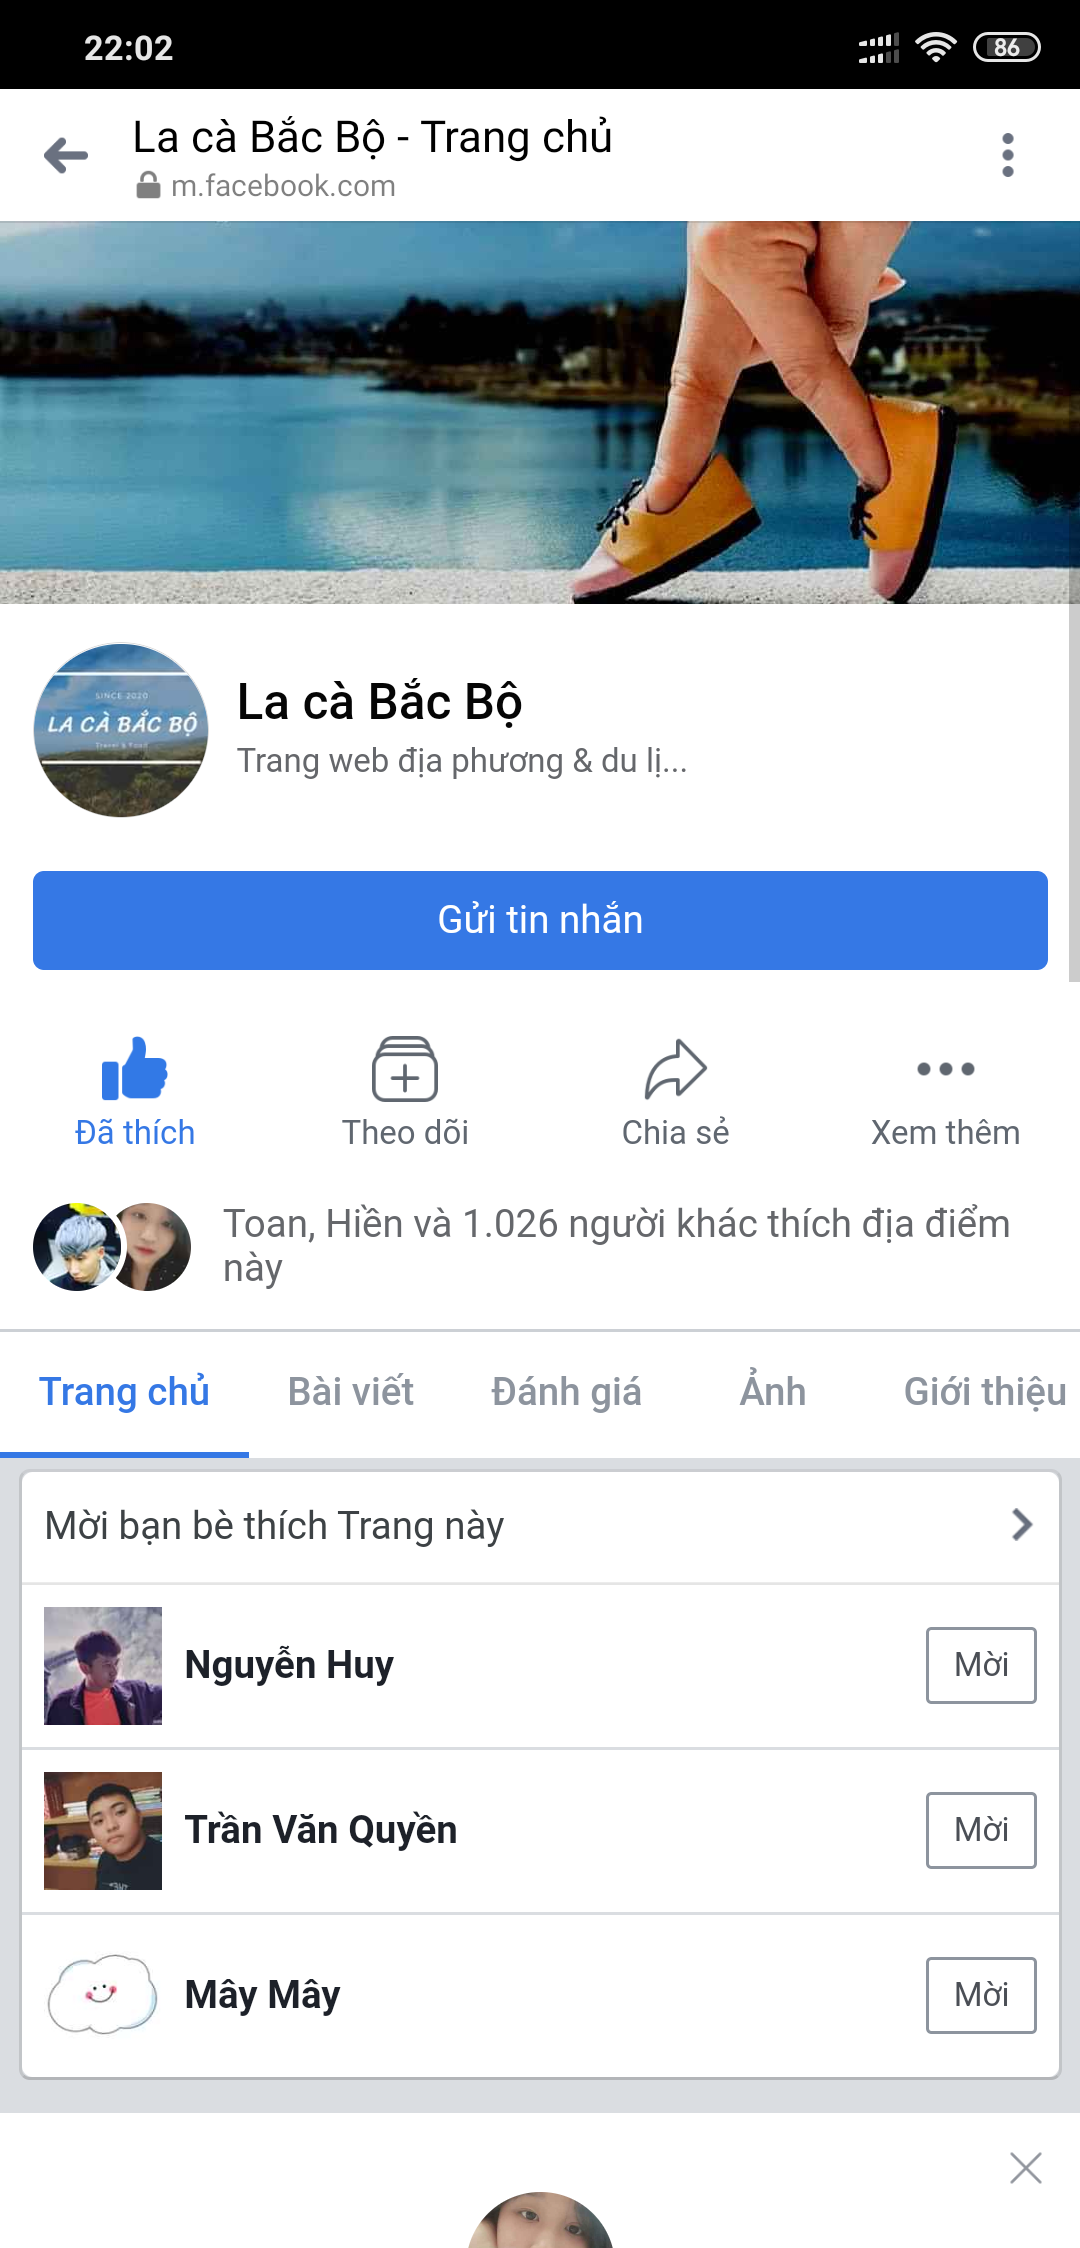 22:02
86
La cà Bắc Bộ - Trang chủ
m.facebook.com
SINCE 2020
LA CÀ BẮC BỘ
Travel & Food
La cà Bắc Bộ
Trang web địa phương & du lị...
Gửi tin nhắn
Đã thích
Theo dõi
Chia sẻ
Xem thêm
Toan, Hiền và 1.026 người khác thích địa điểm
này
Trang chủ
Bài viết
Đánh giá
Ảnh
Giới thiệu
Mời bạn bè thích Trang này
Nguyễn Huy
Mời
Trần Văn Quyền
Mời
Mây Mây
Mời